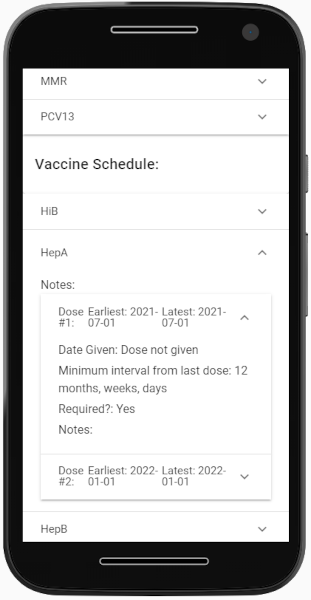 MMR
PCV13
Vaccine Schedule:
HiB
HepA
Notes:
Dose Earliest: 2021- Latest: 2021-
#1: 07-01 07-01
Date Given: Dose not given
Minimum interval from last dose: 12
months, weeks, days
Required?: Yes
Notes:
Dose Earliest: 2022- Latest: 2022-
#2: 01-01 01-01
HepB